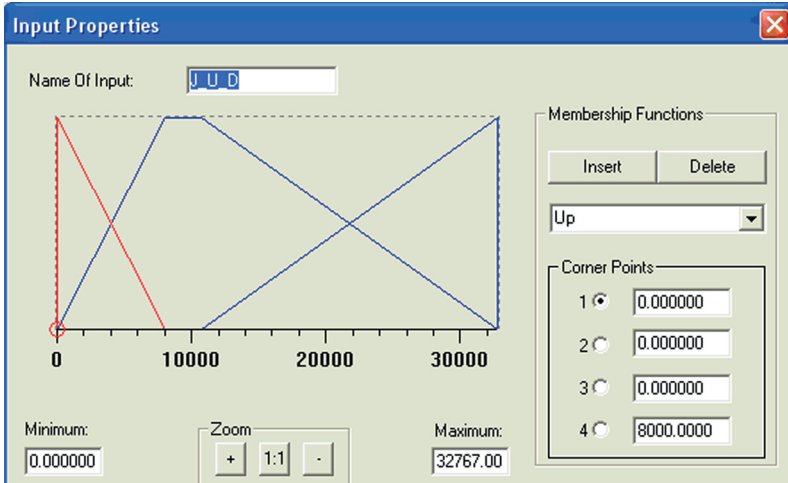 Input Properties
Name Of Input: J_U_D
Membership Functions
Insert Delete
Up
Corner Points
1 0.000000
2 0.000000
3 0.000000
4 8000.0000
0 10000 20000 30000
Minimum: Zoom Maximum:
0.000000 + 1:1 - 32767.00